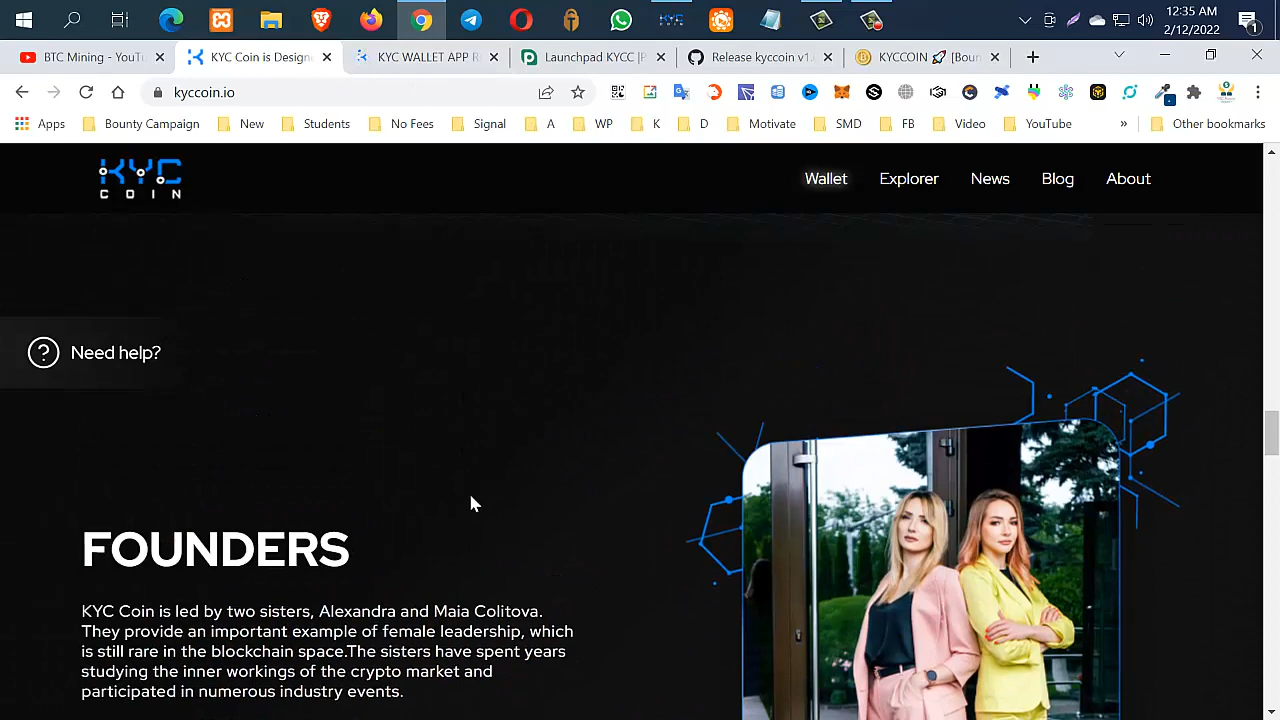 12:35 AM
2/12/2022
1
BTC Mining - YouTu
KYC Coin is Design
KYC WALLET APP R
Launchpad KYCC |P
Release kyccoin v1.
KYCCOIN 🚀 [Boun
kyccoin.io
Apps
Bounty Campaign
New
Students
No Fees
Signal
A
WP
K
D
Motivate
SMD
FB
Video
YouTube
»
Other bookmarks
KYC
COIN
Wallet
Explorer
News
Blog
About
? Need help?
FOUNDERS
KYC Coin is led by two sisters, Alexandra and Maia Colitova.
They provide an important example of female leadership, which
is still rare in the blockchain space.The sisters have spent years
studying the inner workings of the crypto market and
participated in numerous industry events.